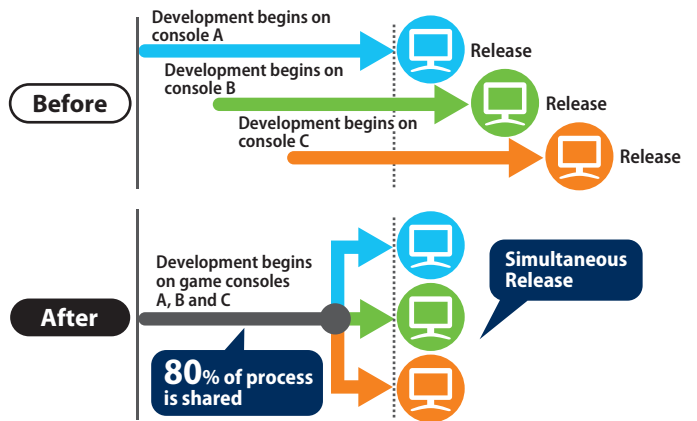 Development begins on
console A
Release
Before
Development begins on
console B
Release
Development begins on
console C
Release
After
Development begins
on game consoles
A, B and C
Simultaneous
Release
80% of process
is shared